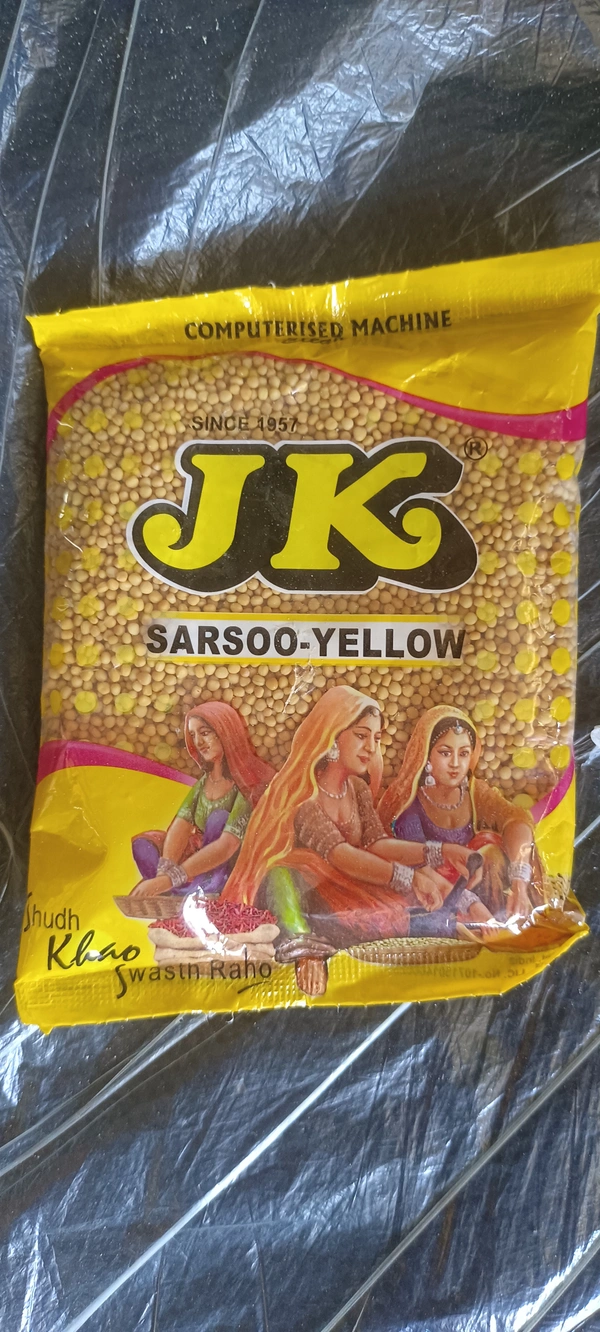 COMPUTERISED MACHINE
SINCE 1957
JK®
SARSOO-YELLOW
Shudh
Khao
Swasth Raho